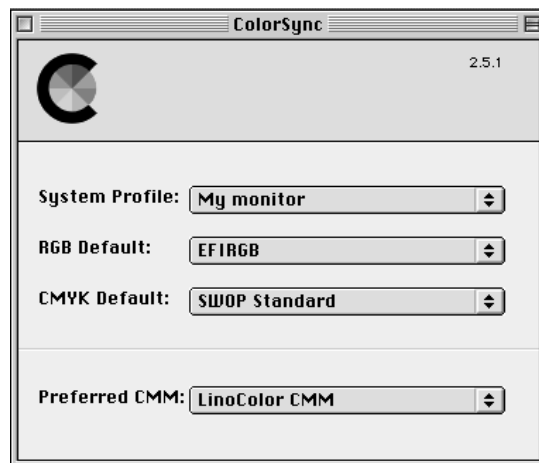 ColorSync
2.5.1
System Profile: My monitor
RGB Default: EFIRGB
CMYK Default: SWOP Standard
Preferred CMM: LinoColor CMM